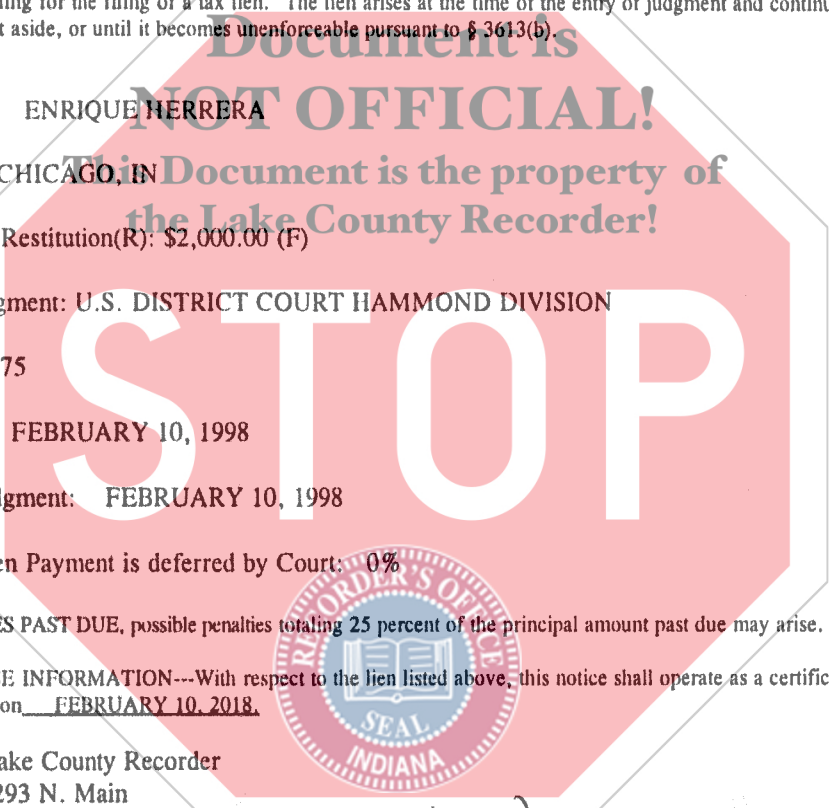 ling for the filing of a tax lien. The lien arises at the time of the entry of judgment and continu
t aside, or until it becomes unenforceable pursuant to § 3613(b).
Document is
ENRIQUE HERRERA
NOT OFFICIAL!
CHICAGO, IN
This Document is the property of
the Lake County Recorder!
Restitution(R): $2,000.00 (F)
gment: U.S. DISTRICT COURT HAMMOND DIVISION
STOP
75
FEBRUARY 10, 1998
dgment: FEBRUARY 10, 1998
en Payment is deferred by Court: 0%
RECORDER'S OFFICE
ES PAST DUE, possible penalties totaling 25 percent of the principal amount past due may arise.
E INFORMATION---With respect to the lien listed above, this notice shall operate as a certific
on FEBRUARY 10, 2018.
SEAL
INDIANA
ake County Recorder
293 N. Main